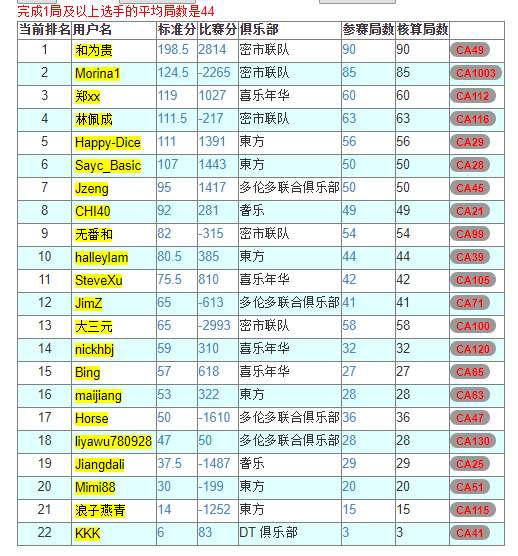 完成1局及以上选手的平均局数是44
当前排名 用户名 标准分 比赛分 俱乐部 参赛局数 核算局数
1 和为贵 198.5 2814 密市联队 90 90 CA49
2 Morina1 124.5 -2265 密市联队 85 85 CA1003
3 郑xx 119 1027 喜乐年华 60 60 CA112
4 林佩成 111.5 -217 密市联队 63 63 CA116
5 Happy-Dice 111 1391 東方 56 56 CA29
6 Sayc_Basic 107 1443 東方 50 50 CA28
7 Jzeng 95 1417 多伦多联合俱乐部 50 50 CA45
8 CHI40 92 281 耆乐 49 49 CA21
9 无番和 82 -315 密市联队 54 54 CA99
10 halleylam 80.5 385 東方 44 44 CA39
11 SteveXu 75.5 810 喜乐年华 42 42 CA105
12 JimZ 65 -613 多伦多联合俱乐部 41 41 CA71
13 大三元 65 -2993 密市联队 58 58 CA100
14 nickhbj 59 310 喜乐年华 32 32 CA120
15 Bing 57 618 喜乐年华 27 27 CA65
16 maijiang 53 322 東方 28 28 CA63
17 Horse 50 -1610 多伦多联合俱乐部 36 36 CA47
18 liyawu780928 47 50 多伦多联合俱乐部 28 28 CA130
19 Jiangdali 37.5 -1487 耆乐 29 29 CA25
20 Mimi88 30 -199 東方 20 20 CA51
21 浪子燕青 14 -1252 東方 15 15 CA115
22 KKK 6 83 DT 俱乐部 3 3 CA41